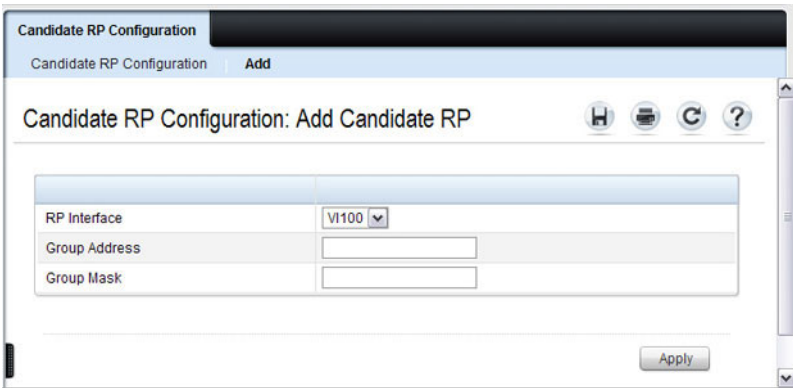 Candidate RP Configuration
Candidate RP Configuration Add
Candidate RP Configuration: Add Candidate RP
RP Interface VI100
Group Address
Group Mask
Apply